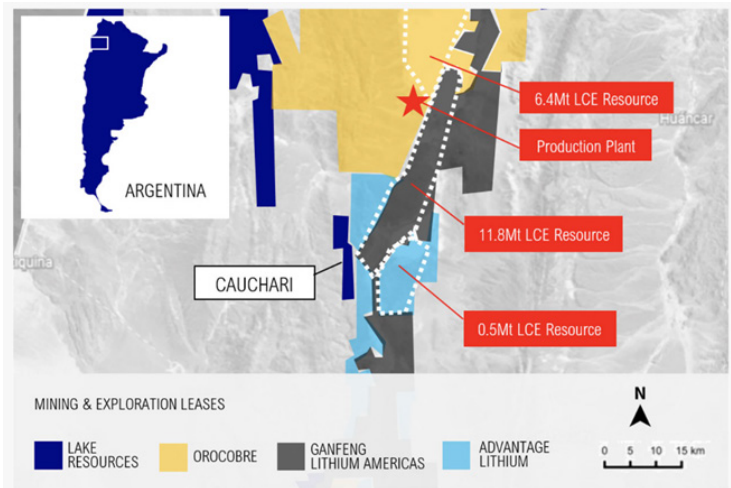 ARGENTINA
6.4Mt LCE Resource
Huancar
Production Plant
11.8Mt LCE Resource
iquina
CAUCHARI
0.5Mt LCE Resource
MINING & EXPLORATION LEASES
N
LAKE
RESOURCES
OROCOBRE
GANFENG
LITHIUM AMERICAS
ADVANTAGE
LITHIUM
0 5 10 15 km